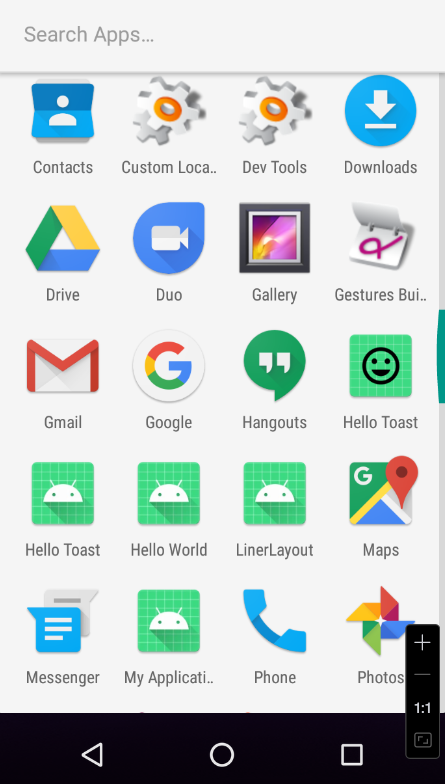 Search Apps…
Contacts
Custom Loca..
Dev Tools
Downloads
Drive
Duo
Gallery
Gestures Bui..
Gmail
Google
Hangouts
Hello Toast
Hello Toast
Hello World
LinerLayout
G
Maps
Messenger
My Applicati..
Phone
Photos
1:1